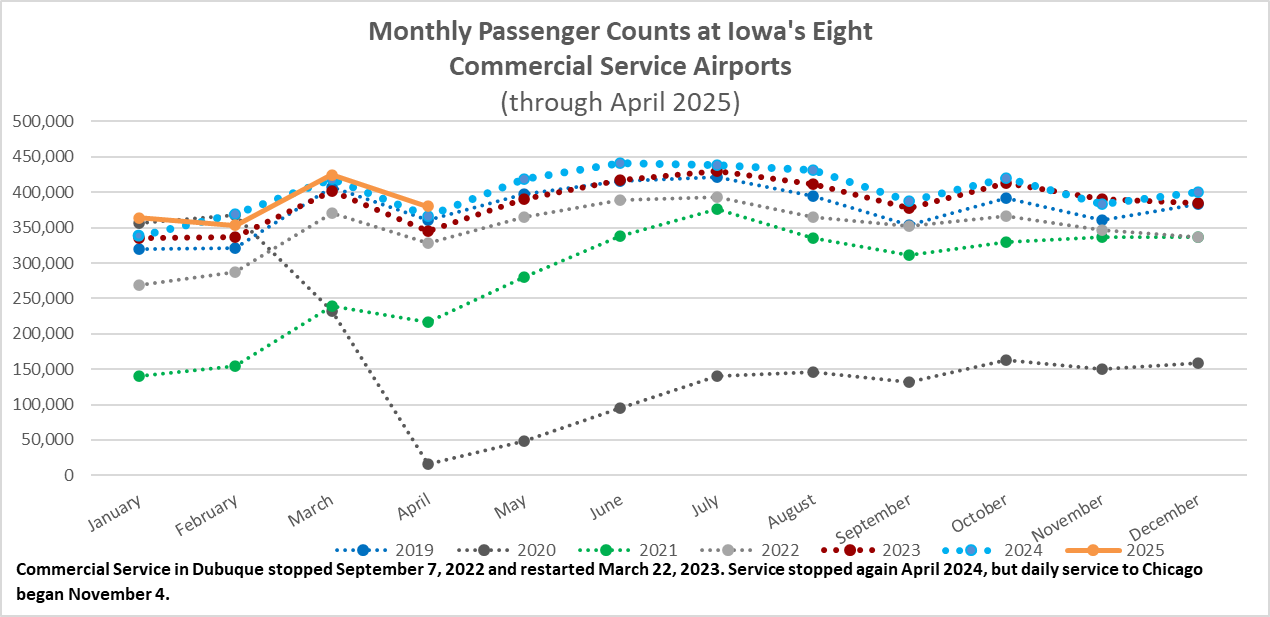 Monthly Passenger Counts at Iowa's Eight
Commercial Service Airports
(through April 2025)
500,000
450,000
400,000
350,000
300,000
250,000
200,000
150,000
100,000
50,000
0
January
February
March
April
May
June
July
August
September
October
November
December
2019
2020
2021
2022
2023
2024
2025
Commercial Service in Dubuque stopped September 7, 2022 and restarted March 22, 2023. Service stopped again April 2024, but daily service to Chicago
began November 4.